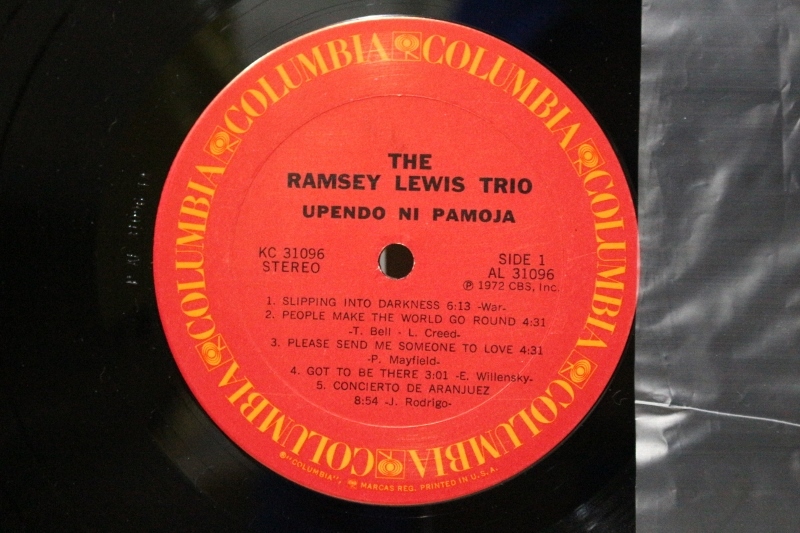 COLUMBIA COLUMBIA COLUMBIA COLUMBIA COLUMBIA COLUMBIA
THE
RAMSEY LEWIS TRIO
UPENDO NI PAMOJA
KC 31096
STEREO
SIDE 1
AL 31096
Ⓟ 1972 CBS, Inc.
1. SLIPPING INTO DARKNESS 6:13 -War-
2. PEOPLE MAKE THE WORLD GO ROUND 4:31
-T. Bell - L. Creed-
3. PLEASE SEND ME SOMEONE TO LOVE 4:31
-P. Mayfield-
4. GOT TO BE THERE 3:01 -E. Willensky-
5. CONCIERTO DE ARANJUEZ
8:54 -J. Rodrigo-
®"COLUMBIA", MARCAS REG. PRINTED IN U.S.A.